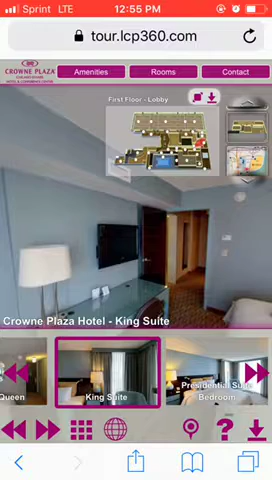 Sprint LTE 12:55 PM
tour.lcp360.com
CROWNE PLAZA
Amenities Rooms Contact
First Floor - Lobby
Crowne Plaza Hotel - King Suite
Queen
King Suite
Presidential Suite
Bedroom
?